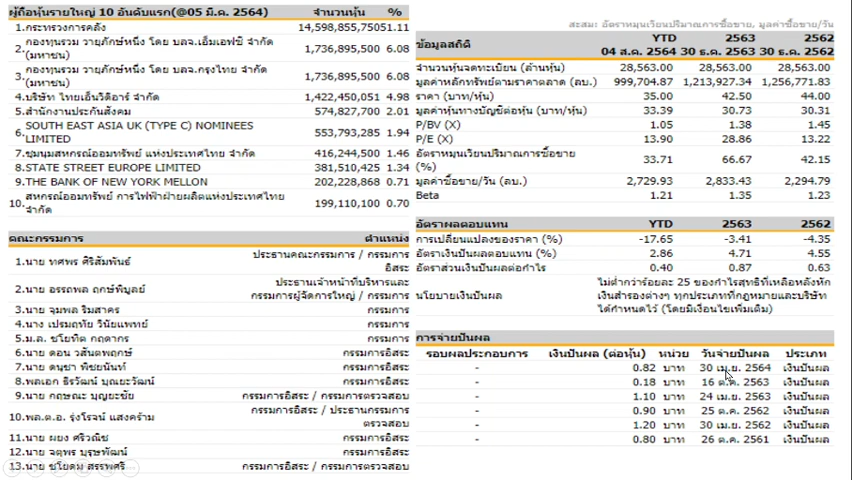 ผู้ถือหุ้นรายใหญ่ 10 อันดับแรก(@05 มี.ค. 2564) จำนวนหุ้น %
1.กระทรวงการคลัง 14,598,855,750 51.11
2.กองทุนรวม วายุภักษ์หนึ่ง โดย บลจ.เอ็มเอฟซี จำกัด (มหาชน) 1,736,895,500 6.08
3.กองทุนรวม วายุภักษ์หนึ่ง โดย บลจ.กรุงไทย จำกัด (มหาชน) 1,736,895,500 6.08
4.บริษัท ไทยเอ็นวีดีอาร์ จำกัด 1,422,450,051 4.98
5.สำนักงานประกันสังคม 574,827,700 2.01
6.SOUTH EAST ASIA UK (TYPE C) NOMINEES LIMITED 553,793,285 1.94
7.ชุมนุมสหกรณ์ออมทรัพย์ แห่งประเทศไทย จำกัด 416,244,500 1.46
8.STATE STREET EUROPE LIMITED 381,510,425 1.34
9.THE BANK OF NEW YORK MELLON 202,228,868 0.71
10.สหกรณ์ออมทรัพย์ การไฟฟ้าฝ่ายผลิตแห่งประเทศไทย จำกัด 199,110,100 0.70
คณะกรรมการ ตำแหน่ง
1.นาย ทศพร ศิริสัมพันธ์ ประธานคณะกรรมการ / กรรมการอิสระ
2.นาย อรรถพล ฤกษ์พิบูลย์ ประธานเจ้าหน้าที่บริหารและกรรมการผู้จัดการใหญ่ / กรรมการ
3.นาย จุมพล ริมสาคร กรรมการ
4.นาง เปรมฤทัย วินัยแพทย์ กรรมการ
5.ม.ล. ชโยทิต กฤดากร กรรมการ
6.นาย ดอน วสันตพฤกษ์ กรรมการอิสระ
7.นาย ดนุชา พิชยนันท์ กรรมการอิสระ
8.พลเอก ธิรวัฒน์ บุณยะวัฒน์ กรรมการอิสระ
9.นาย กฤษณะ บุญยะชัย กรรมการอิสระ / กรรมการตรวจสอบ
10.พล.ต.อ. รุ่งโรจน์ แสงคร้าม กรรมการอิสระ / ประธานกรรมการตรวจสอบ
11.นาย ผยง ศรีวณิช กรรมการอิสระ
12.นาย จตุพร บุรุษพัฒน์ กรรมการอิสระ
13.นาย ชโยดม สรรพศรี กรรมการอิสระ / กรรมการตรวจสอบ
สะสม: อัตราหมุนเวียนปริมาณการซื้อขาย, มูลค่าซื้อขาย/วัน
ข้อมูลสถิติ YTD 2563 2562
04 ส.ค. 2564 30 ธ.ค. 2563 30 ธ.ค. 2562
จำนวนหุ้นจดทะเบียน (ล้านหุ้น) 28,563.00 28,563.00 28,563.00
มูลค่าหลักทรัพย์ตามราคาตลาด (ลบ.) 999,704.87 1,213,927.34 1,256,771.83
ราคา (บาท/หุ้น) 35.00 42.50 44.00
มูลค่าหุ้นทางบัญชีต่อหุ้น (บาท/หุ้น) 33.39 30.73 30.31
P/BV (X) 1.05 1.38 1.45
P/E (X) 13.90 28.86 13.22
อัตราหมุนเวียนปริมาณการซื้อขาย (%) 33.71 66.67 42.15
มูลค่าซื้อขาย/วัน (ลบ.) 2,729.93 2,833.43 2,294.79
Beta 1.21 1.35 1.23
อัตราผลตอบแทน YTD 2563 2562
การเปลี่ยนแปลงของราคา (%) -17.65 -3.41 -4.35
อัตราเงินปันผลตอบแทน (%) 2.86 4.71 4.55
อัตราส่วนเงินปันผลต่อกำไร 0.40 0.87 0.63
นโยบายเงินปันผล ไม่ต่ำกว่าร้อยละ 25 ของกำไรสุทธิที่เหลือหลังหัก
เงินสำรองต่างๆ ทุกประเภทที่กฎหมายและบริษัท
ได้กำหนดไว้ (โดยมีเงื่อนไขเพิ่มเติม)
การจ่ายปันผล
รอบผลประกอบการ เงินปันผล (ต่อหุ้น) หน่วย วันจ่ายปันผล ประเภท
- 0.82 บาท 30 เม.ย. 2564 เงินปันผล
- 0.18 บาท 16 ต.ค. 2563 เงินปันผล
- 1.10 บาท 24 เม.ย. 2563 เงินปันผล
- 0.90 บาท 25 ต.ค. 2562 เงินปันผล
- 1.20 บาท 30 เม.ย. 2562 เงินปันผล
- 0.80 บาท 26 ต.ค. 2561 เงินปันผล